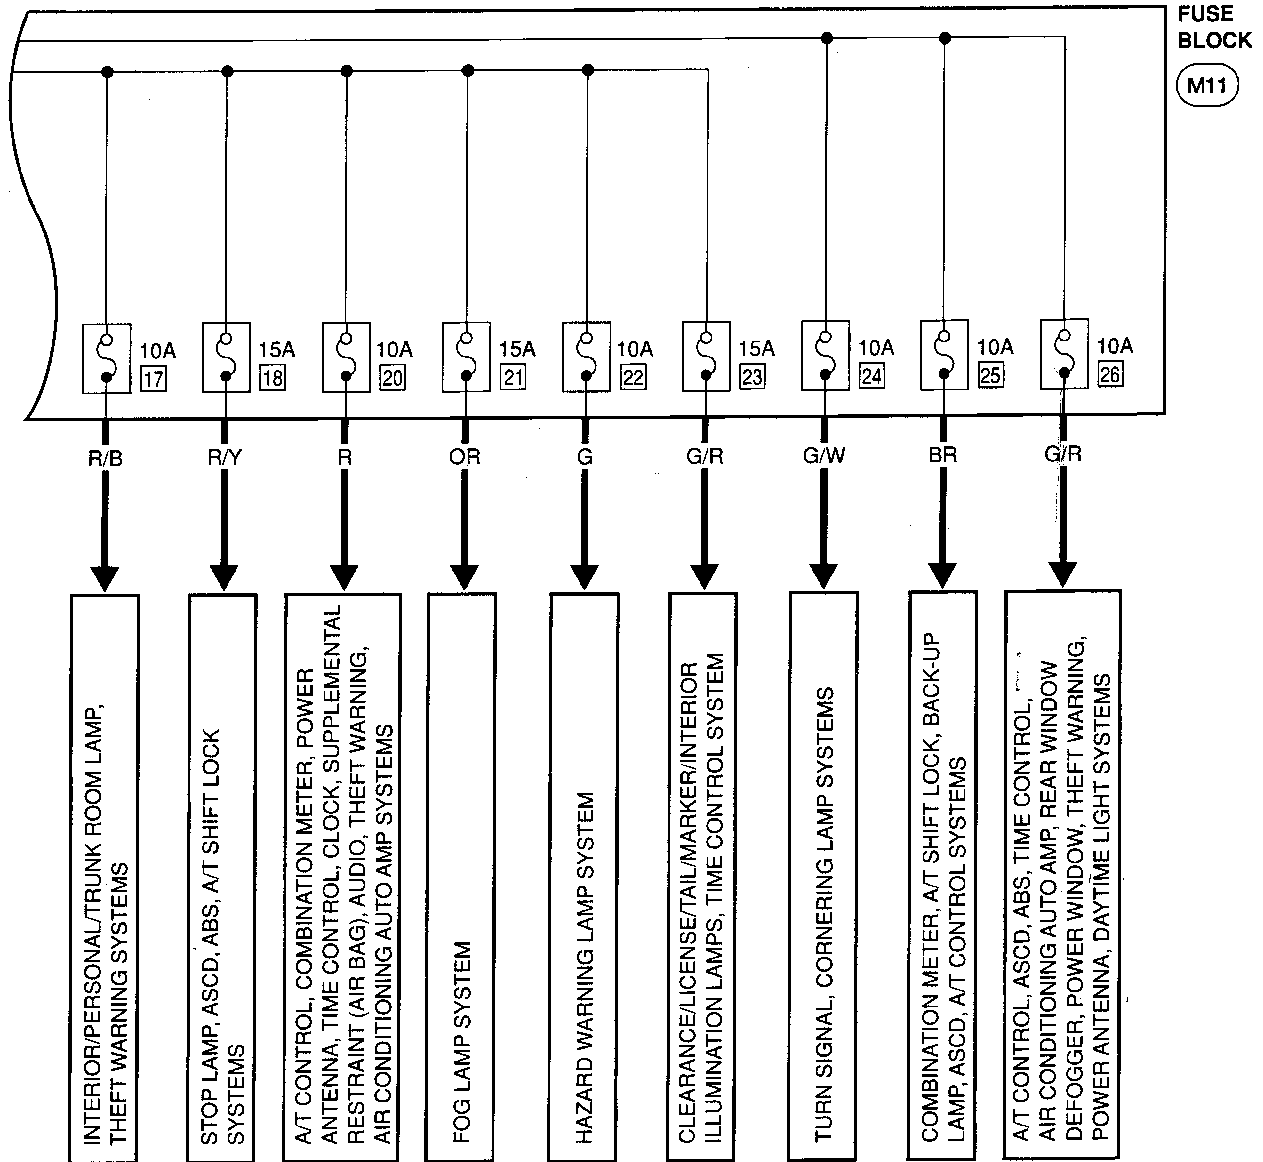 FUSE
BLOCK
M11
10A
17
15A
18
10A
20
15A
21
10A
22
15A
23
10A
24
10A
25
10A
26
R/B
R/Y
R
OR
G
G/R
G/W
BR
G/R
INTERIOR/PERSONAL/TRUNK ROOM LAMP,
THEFT WARNING SYSTEMS
STOP LAMP, ASCD, ABS, A/T SHIFT LOCK
SYSTEMS
A/T CONTROL, COMBINATION METER, POWER
ANTENNA, TIME CONTROL, CLOCK, SUPPLEMENTAL
RESTRAINT (AIR BAG), AUDIO, THEFT WARNING,
AIR CONDITIONING AUTO AMP SYSTEMS
FOG LAMP SYSTEM
HAZARD WARNING LAMP SYSTEM
CLEARANCE/LICENSE/TAIL/MARKER/INTERIOR
ILLUMINATION LAMPS, TIME CONTROL SYSTEM
TURN SIGNAL, CORNERING LAMP SYSTEMS
COMBINATION METER, A/T SHIFT LOCK, BACK-UP
LAMP, ASCD, A/T CONTROL SYSTEMS
A/T CONTROL, ASCD, ABS, TIME CONTROL,
AIR CONDITIONING AUTO AMP, REAR WINDOW
DEFOGGER, POWER WINDOW, THEFT WARNING,
POWER ANTENNA, DAYTIME LIGHT SYSTEMS